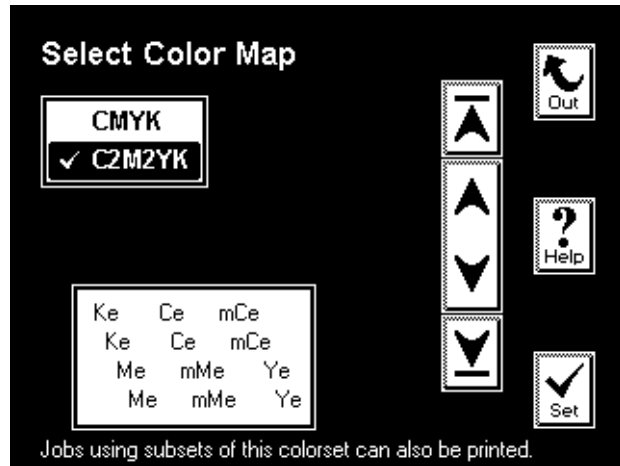 Select Color Map
Out
CMYK
✓ C2M2YK
?
Help
Ke Ce mCe
Ke Ce mCe
Me mMe Ye
Me mMe Ye
Set
Jobs using subsets of this colorset can also be printed.